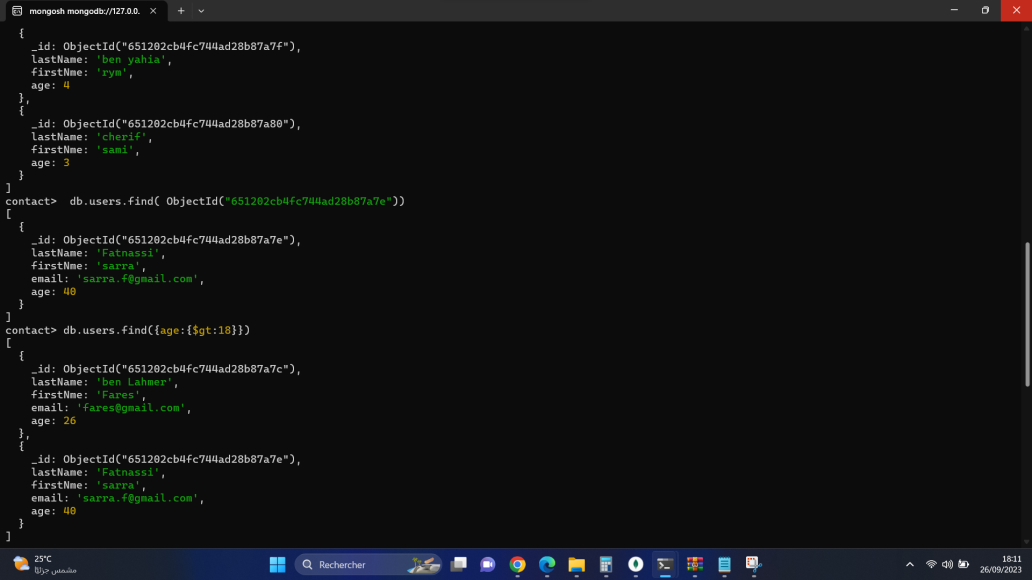 mongosh mongodb://127.0.0.
{
_id: ObjectId("651202cb4fc744ad28b87a7f"),
lastName: 'ben yahia',
firstNme: 'rym',
age: 4
},
{
_id: ObjectId("651202cb4fc744ad28b87a80"),
lastName: 'cherif',
firstNme: 'sami',
age: 3
}
]
contact>  db.users.find( ObjectId("651202cb4fc744ad28b87a7e"))
[
{
_id: ObjectId("651202cb4fc744ad28b87a7e"),
lastName: 'Fatnassi',
firstNme: 'sarra',
email: 'sarra.f@gmail.com',
age: 40
}
]
contact> db.users.find({age:{$gt:18}})
[
{
_id: ObjectId("651202cb4fc744ad28b87a7c"),
lastName: 'ben Lahmer',
firstNme: 'Fares',
email: 'fares@gmail.com',
age: 26
},
{
_id: ObjectId("651202cb4fc744ad28b87a7e"),
lastName: 'Fatnassi',
firstNme: 'sarra',
email: 'sarra.f@gmail.com',
age: 40
}
]
25°C
مشمس جزئيًا
Rechercher
18:11
26/09/2023